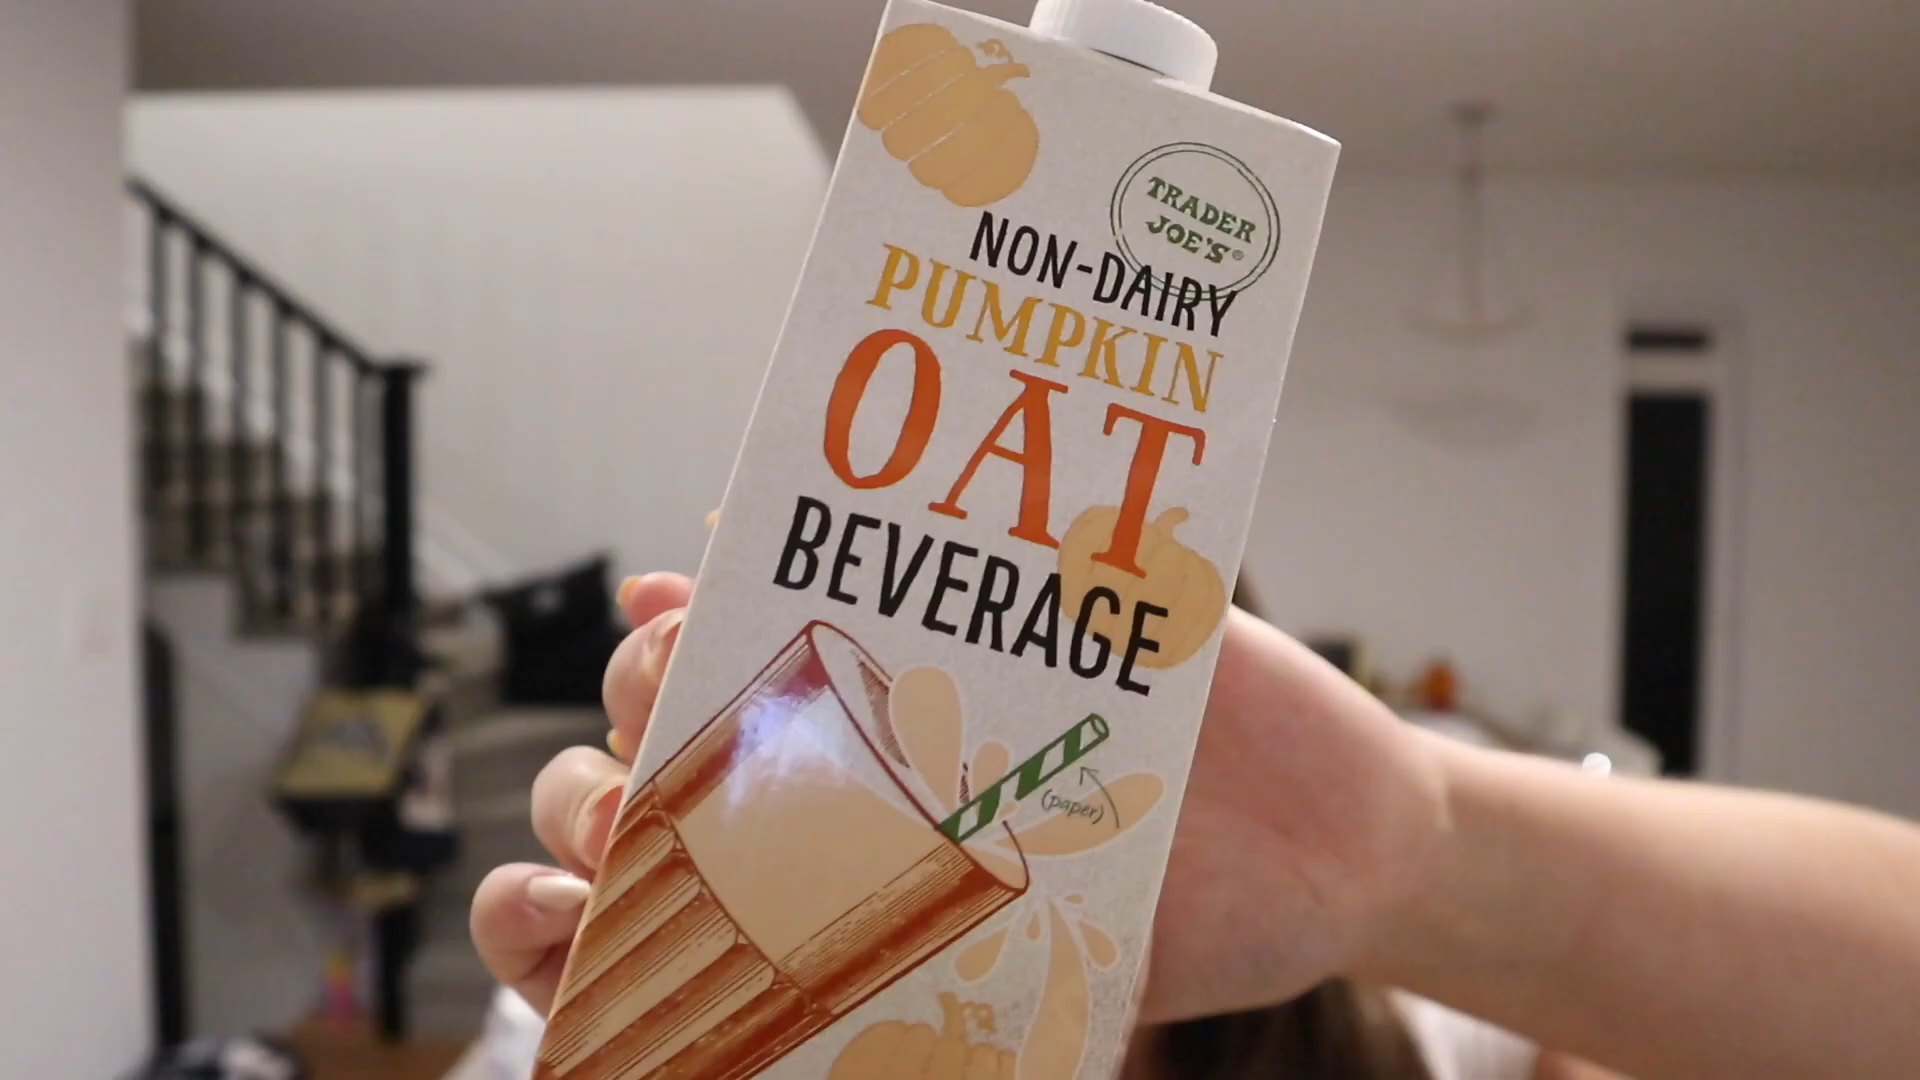 TRADER
JOE'S®
NON-DAIRY
PUMPKIN
OAT
BEVERAGE
(paper)